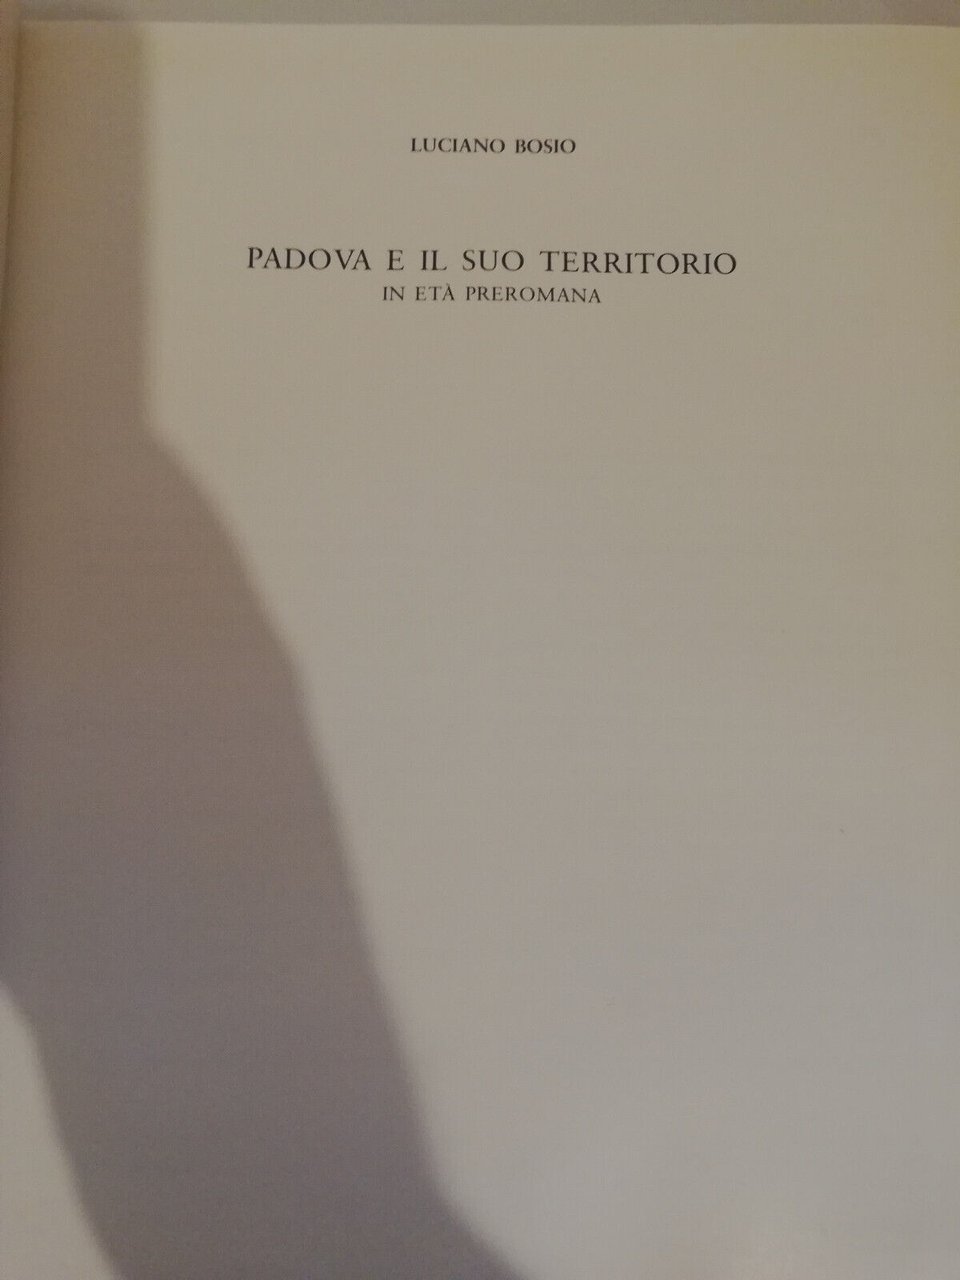 LUCIANO BOSIO
PADOVA E IL SUO TERRITORIO
IN ETÀ PREROMANA